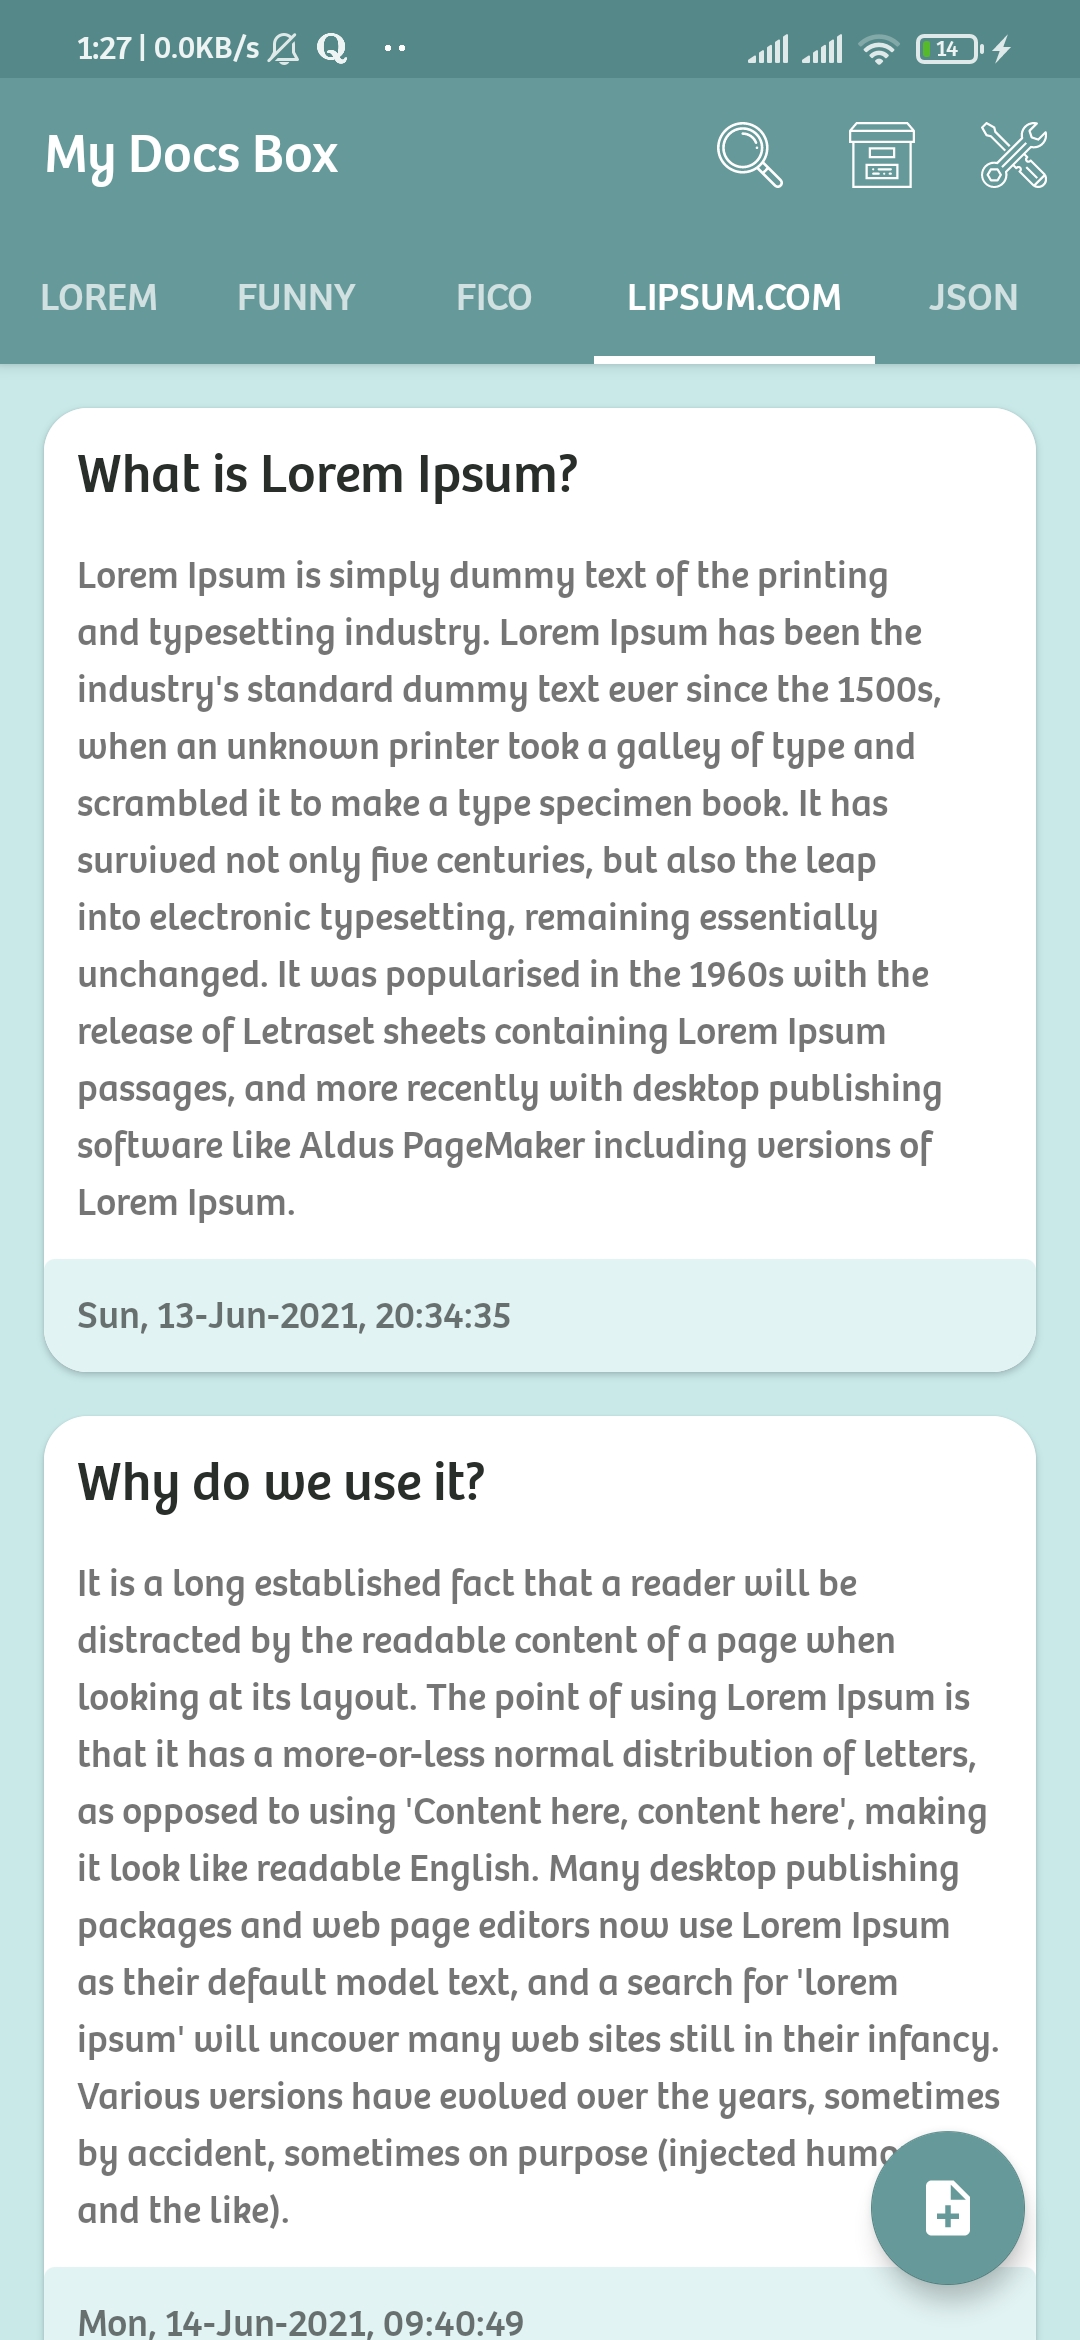 1:27 | 0.0KB/s Q 14
My Docs Box
LOREM FUNNY FICO LIPSUM.COM JSON
What is Lorem Ipsum?
Lorem Ipsum is simply dummy text of the printing
and typesetting industry. Lorem Ipsum has been the
industry's standard dummy text ever since the 1500s,
when an unknown printer took a galley of type and
scrambled it to make a type specimen book. It has
survived not only five centuries, but also the leap
into electronic typesetting, remaining essentially
unchanged. It was popularised in the 1960s with the
release of Letraset sheets containing Lorem Ipsum
passages, and more recently with desktop publishing
software like Aldus PageMaker including versions of
Lorem Ipsum.
Sun, 13-Jun-2021, 20:34:35
Why do we use it?
It is a long established fact that a reader will be
distracted by the readable content of a page when
looking at its layout. The point of using Lorem Ipsum is
that it has a more-or-less normal distribution of letters,
as opposed to using 'Content here, content here', making
it look like readable English. Many desktop publishing
packages and web page editors now use Lorem Ipsum
as their default model text, and a search for 'lorem
ipsum' will uncover many web sites still in their infancy.
Various versions have evolved over the years, sometimes
by accident, sometimes on purpose (injected
and the like).
Mon, 14-Jun-2021, 09:40:49